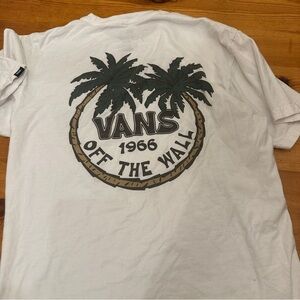 VANS
1966
OFF THE WALL